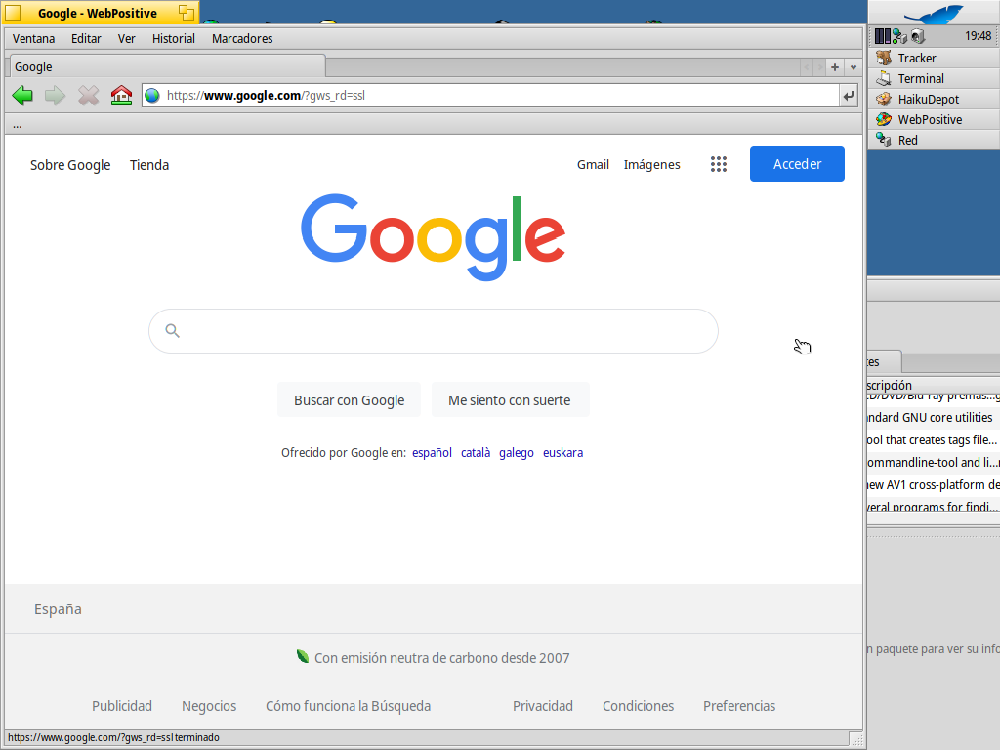 Google - WebPositive
Ventana Editar Ver Historial Marcadores
19:48
Tracker
Terminal
HaikuDepot
WebPositive
Red
Google
https://www.google.com/?gws_rd=ssl
...
Sobre Google Tienda Gmail Imágenes Acceder
Google
Buscar con Google Me siento con suerte
Ofrecido por Google en: español català galego euskara
España
Con emisión neutra de carbono desde 2007
Publicidad Negocios Cómo funciona la Búsqueda Privacidad Condiciones Preferencias
https://www.google.com/?gws_rd=ssl terminado
es
scripción
CD/DVD/Blu-ray premas...g
ndard GNU core utilities
ool that creates tags file...
ommandline-tool and li...r
new AV1 cross-platform de
veral programs for findi...
n paquete para ver su info